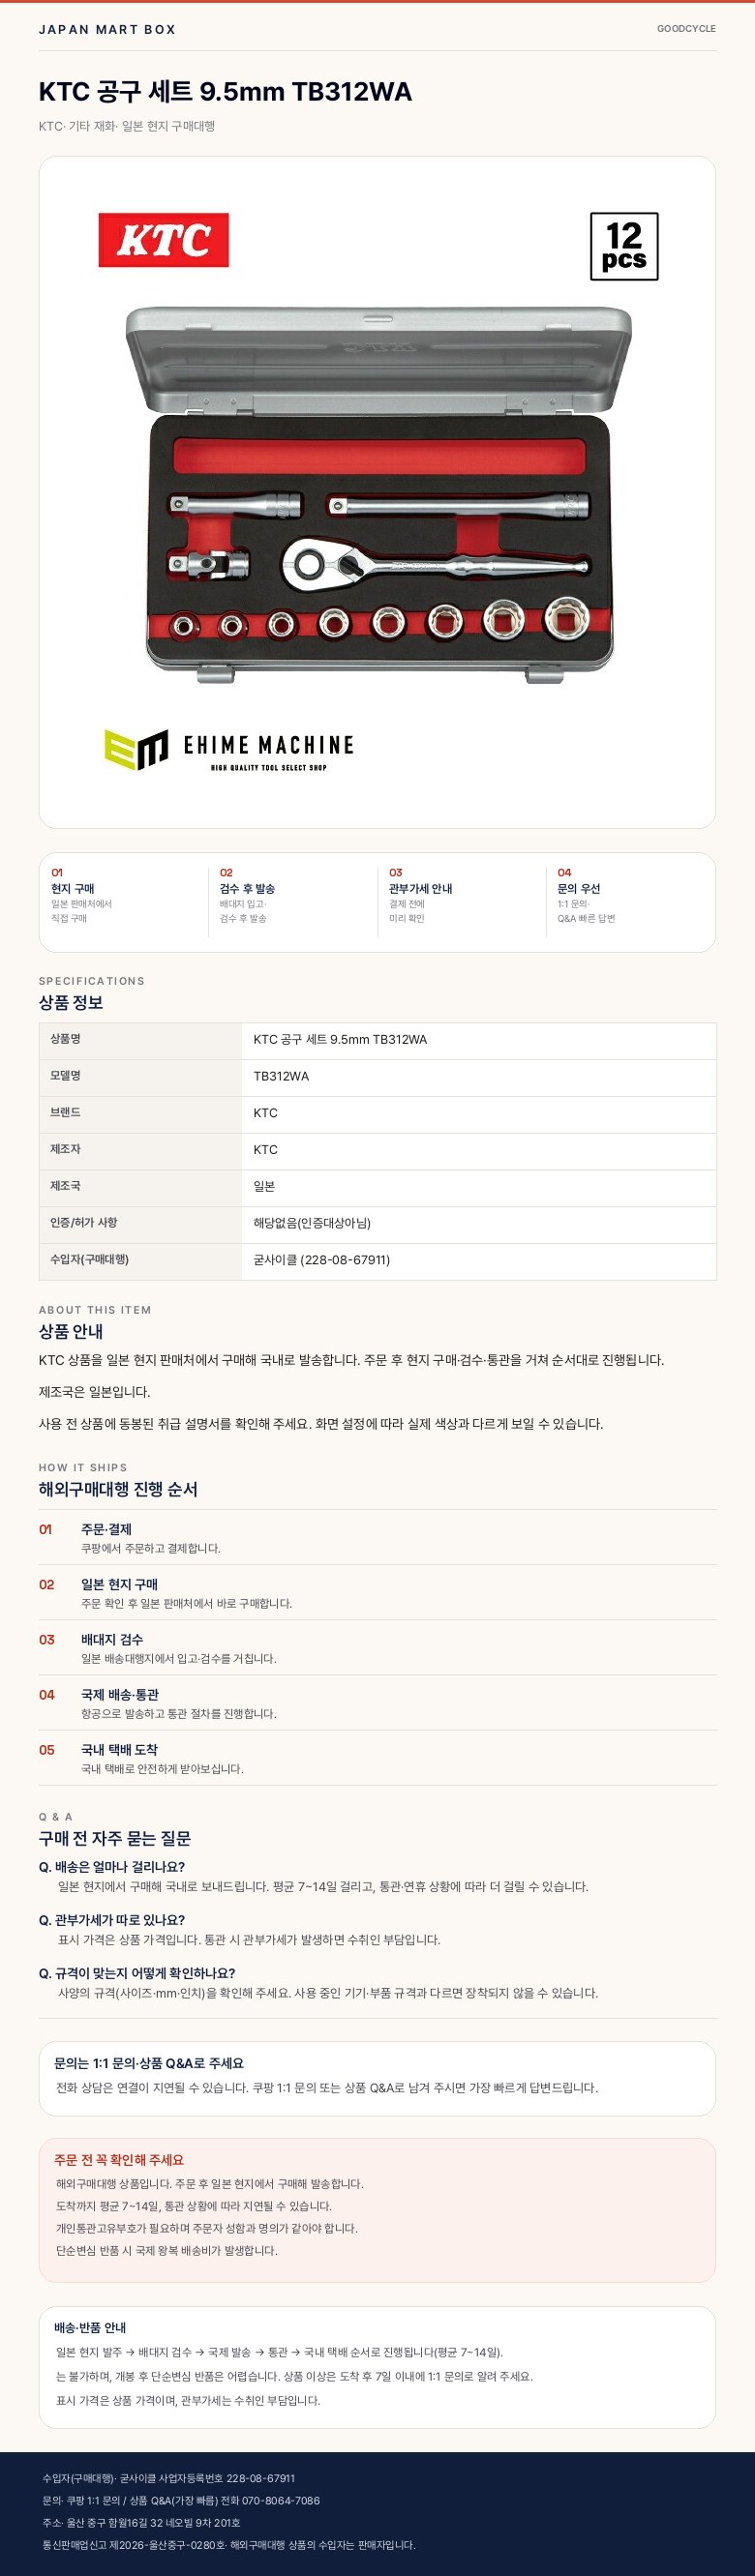 JAPAN MART BOX
GOODCYCLE
KTC 공구 세트 9.5mm TB312WA
KTC· 기타 재화· 일본 현지 구매대행
KTC
12
pcs
EHIME MACHINE
HIGH QUALITY TOOL SELECT SHOP
01
현지 구매
일본 판매처에서
직접 구매
02
검수 후 발송
배대지 입고·
검수 후 발송
03
관부가세 안내
결제 전에
미리 확인
04
문의 우선
1:1 문의·
Q&A 빠른 답변
SPECIFICATIONS
상품 정보
상품명 KTC 공구 세트 9.5mm TB312WA
모델명 TB312WA
브랜드 KTC
제조자 KTC
제조국 일본
인증/허가 사항 해당없음(인증대상아님)
수입자(구매대행) 굳사이클 (228-08-67911)
ABOUT THIS ITEM
상품 안내
KTC 상품을 일본 현지 판매처에서 구매해 국내로 발송합니다. 주문 후 현지 구매·검수·통관을 거쳐 순서대로 진행됩니다.
제조국은 일본입니다.
사용 전 상품에 동봉된 취급 설명서를 확인해 주세요. 화면 설정에 따라 실제 색상과 다르게 보일 수 있습니다.
HOW IT SHIPS
해외구매대행 진행 순서
01 주문·결제
쿠팡에서 주문하고 결제합니다.
02 일본 현지 구매
주문 확인 후 일본 판매처에서 바로 구매합니다.
03 배대지 검수
일본 배송대행지에서 입고·검수를 거칩니다.
04 국제 배송·통관
항공으로 발송하고 통관 절차를 진행합니다.
05 국내 택배 도착
국내 택배로 안전하게 받아보십니다.
Q & A
구매 전 자주 묻는 질문
Q. 배송은 얼마나 걸리나요?
일본 현지에서 구매해 국내로 보내드립니다. 평균 7~14일 걸리고, 통관·연휴 상황에 따라 더 걸릴 수 있습니다.
Q. 관부가세가 따로 있나요?
표시 가격은 상품 가격입니다. 통관 시 관부가세가 발생하면 수취인 부담입니다.
Q. 규격이 맞는지 어떻게 확인하나요?
사양의 규격(사이즈·mm·인치)을 확인해 주세요. 사용 중인 기기·부품 규격과 다르면 장착되지 않을 수 있습니다.
문의는 1:1 문의·상품 Q&A로 주세요
전화 상담은 연결이 지연될 수 있습니다. 쿠팡 1:1 문의 또는 상품 Q&A로 남겨 주시면 가장 빠르게 답변드립니다.
주문 전 꼭 확인해 주세요
해외구매대행 상품입니다. 주문 후 일본 현지에서 구매해 발송합니다.
도착까지 평균 7~14일, 통관 상황에 따라 지연될 수 있습니다.
개인통관고유부호가 필요하며 주문자 성함과 명의가 같아야 합니다.
단순변심 반품 시 국제 왕복 배송비가 발생합니다.
배송·반품 안내
일본 현지 발주 → 배대지 검수 → 국제 발송 → 통관 → 국내 택배 순서로 진행됩니다(평균 7~14일).
는 불가하며, 개봉 후 단순변심 반품은 어렵습니다. 상품 이상은 도착 후 7일 이내에 1:1 문의로 알려 주세요.
표시 가격은 상품 가격이며, 관부가세는 수취인 부담입니다.
수입자(구매대행)· 굳사이클 사업자등록번호 228-08-67911
문의· 쿠팡 1:1 문의 / 상품 Q&A(가장 빠름) 전화 070-8064-7086
주소· 울산 중구 함월16길 32 네오빌 9차 201호
통신판매업신고 제2026-울산중구-0280호· 해외구매대행 상품의 수입자는 판매자입니다.